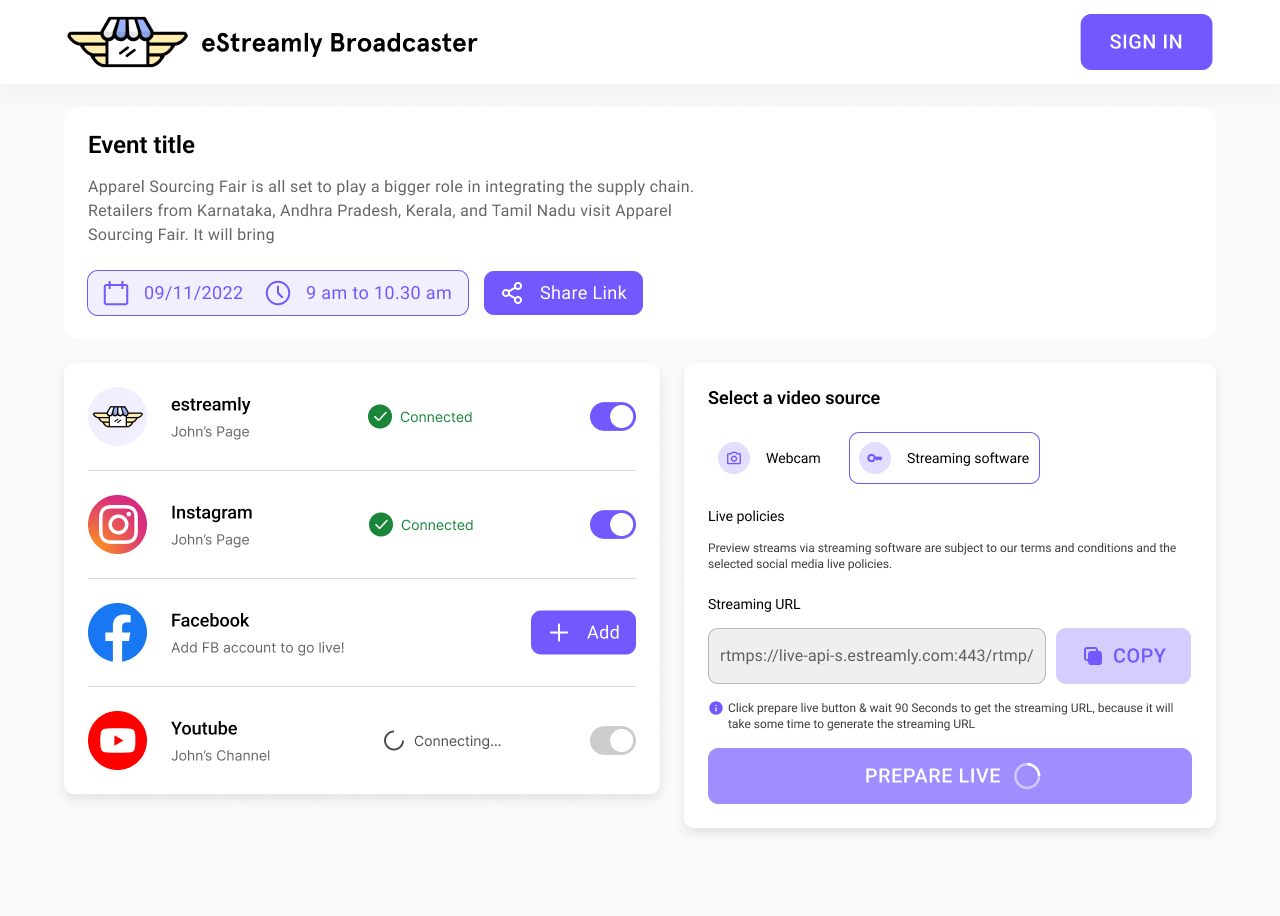 eStreamly Broadcaster
SIGN IN
Event title
Apparel Sourcing Fair is all set to play a bigger role in integrating the supply chain.
Retailers from Karnataka, Andhra Pradesh, Kerala, and Tamil Nadu visit Apparel
Sourcing Fair. It will bring
09/11/2022 9 am to 10.30 am
Share Link
estreamly
John's Page
Connected
Instagram
John's Page
Connected
Facebook
Add FB account to go live!
Add
Youtube
John's Channel
Connecting...
Select a video source
Webcam
Streaming software
Live policies
Preview streams via streaming software are subject to our terms and conditions and the
selected social media live policies.
Streaming URL
rtmps://live-api-s.estreamly.com:443/rtmp/
COPY
Click prepare live button & wait 90 Seconds to get the streaming URL, because it will
take some time to generate the streaming URL
PREPARE LIVE